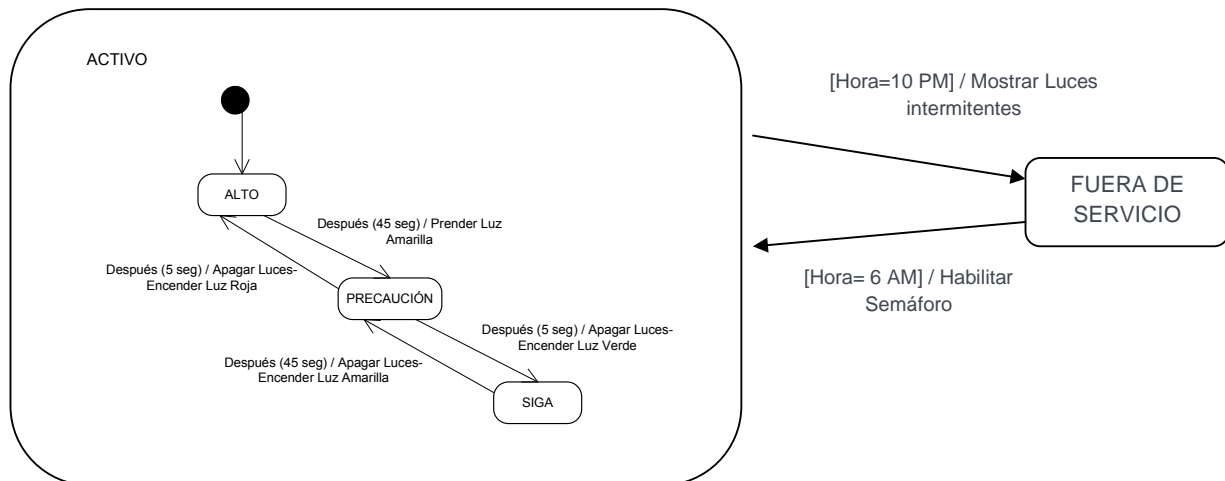 ACTIVO
[Hora=10 PM] / Mostrar Luces
intermitentes
FUERA DE
SERVICIO
ALTO
Después (45 seg) / Prender Luz
Amarilla
Después (5 seg) / Apagar Luces-
Encender Luz Roja
[Hora= 6 AM] / Habilitar
Semáforo
PRECAUCIÓN
Después (5 seg) / Apagar Luces-
Encender Luz Verde
Después (45 seg) / Apagar Luces-
Encender Luz Amarilla
SIGA